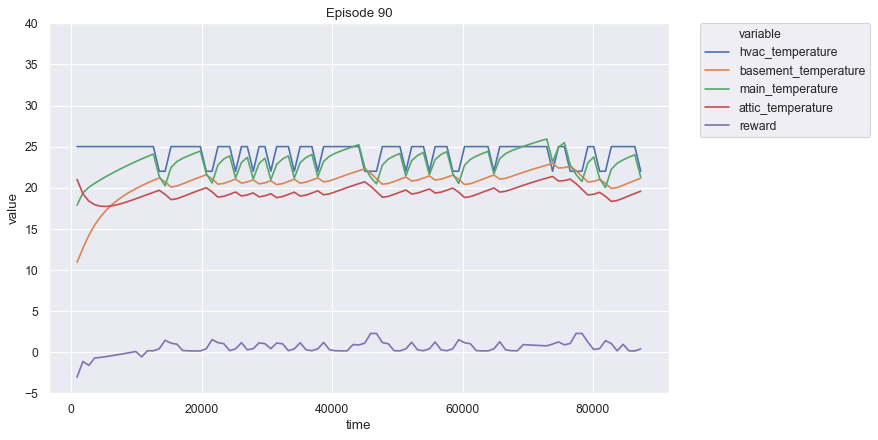 Episode 90
value
40
35
30
25
20
15
10
5
0
−5
0
20000
40000
60000
80000
time
variable
hvac_temperature
basement_temperature
main_temperature
attic_temperature
reward